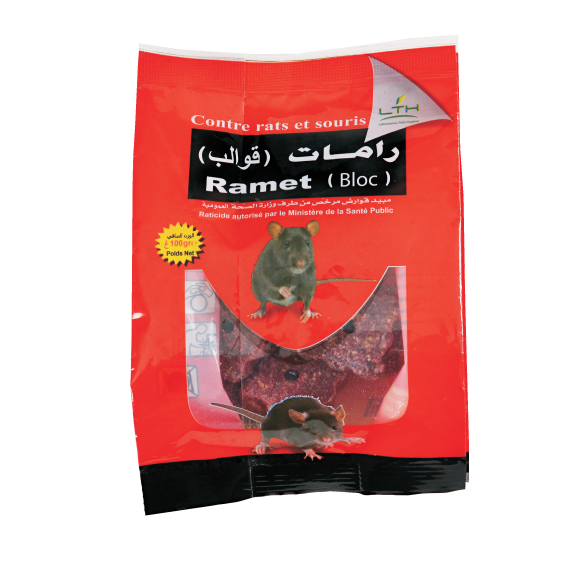 LTH
Contre rats et souris
رامات (قوالب)
Ramet (Bloc)
مبيد قوارض مرخص من طرف وزارة الصحة العمومية
Raticide autorisé par le Ministère de la Santé Public
الوزن الصافي
100gr
Poids Net